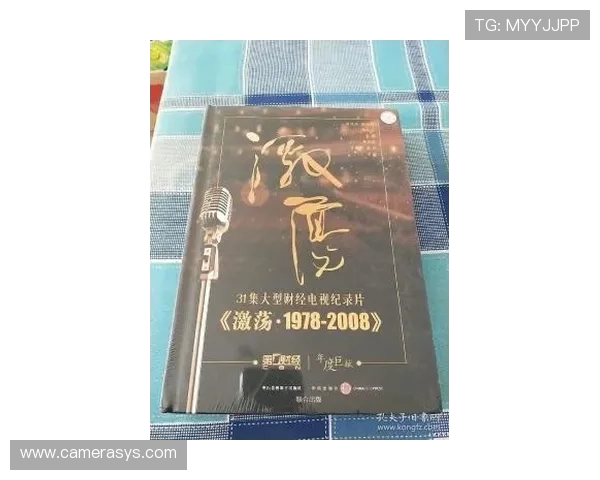 TG: MYYJJPP
激荡
31集大型财经电视纪录片
《激荡·1978-2008》
第一财经 年度巨献
联合出版
孔夫子旧书网
www.kongfz.com
www.camerasys.com